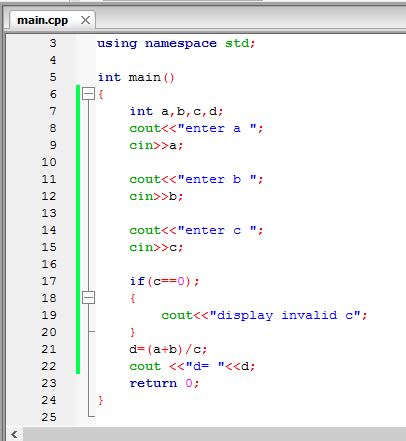 main.cpp X
3 using namespace std;
4
5 int main()
6 {
7 int a,b,c,d;
8 cout<<"enter a ";
9 cin>>a;
10
11 cout<<"enter b ";
12 cin>>b;
13
14 cout<<"enter c ";
15 cin>>c;
16
17 if(c==0);
18 {
19 cout<<"display invalid c";
20 }
21 d=(a+b)/c;
22 cout <<"d= "<<d;
23 return 0;
24 }
25